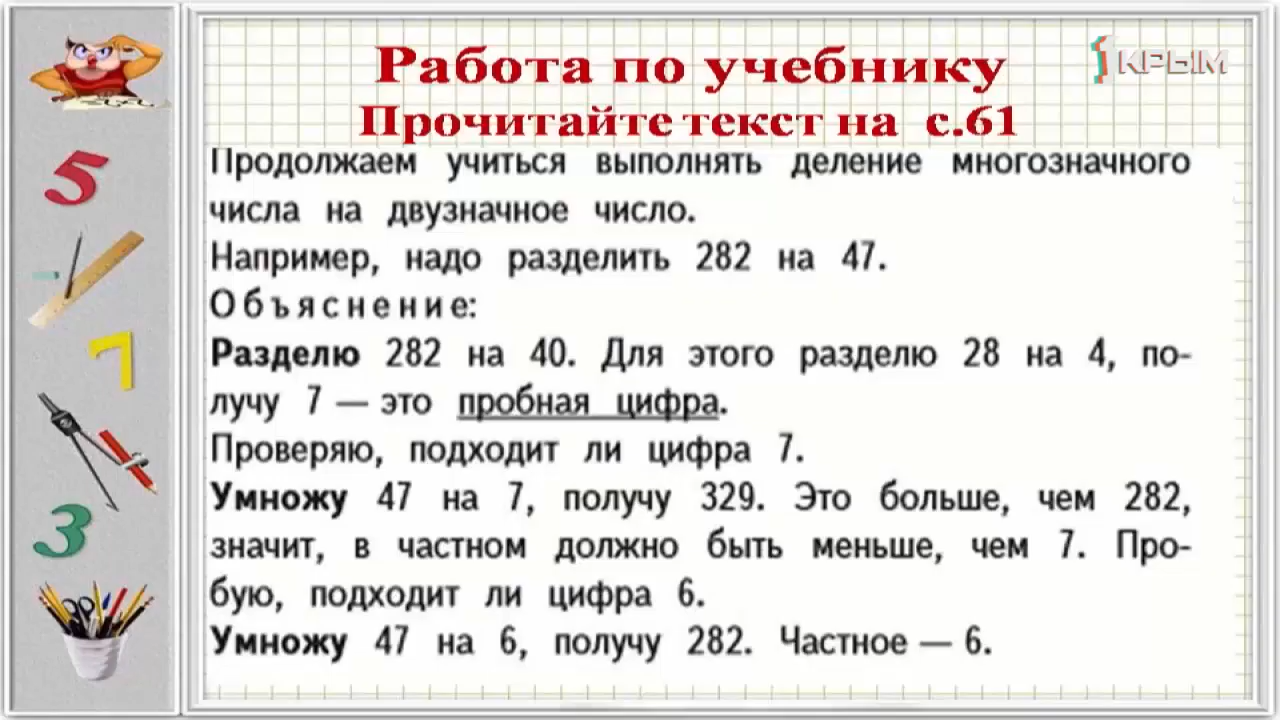 Работа по учебнику
1КРЫМ
Прочитайте текст на с.61
Продолжаем учиться выполнять деление многозначного
числа на двузначное число.
Например, надо разделить 282 на 47.
Объяснение:
Разделю 282 на 40. Для этого разделю 28 на 4, по-
лучу 7 — это пробная цифра.
Проверяю, подходит ли цифра 7.
Умножу 47 на 7, получу 329. Это больше, чем 282,
значит, в частном должно быть меньше, чем 7. Про-
бую, подходит ли цифра 6.
Умножу 47 на 6, получу 282. Частное — 6.
5
7
3